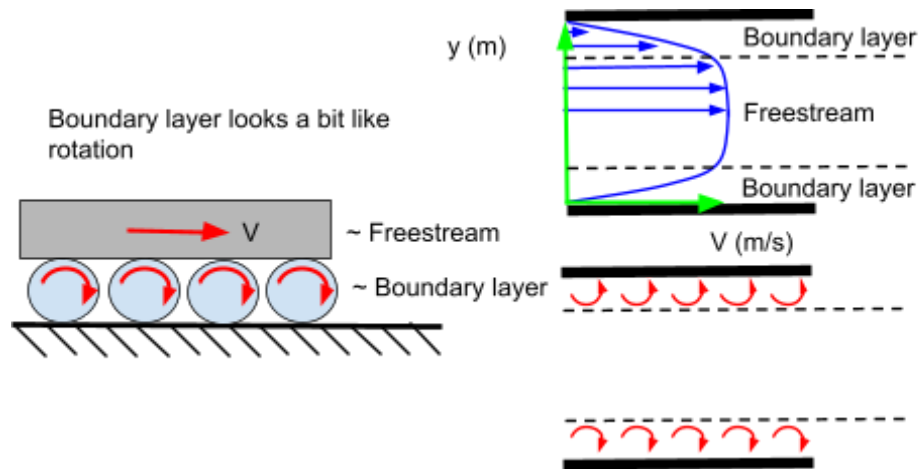 y (m)
Boundary layer
Freestream
Boundary layer
V (m/s)
Boundary layer looks a bit like
rotation
V
~ Freestream
~ Boundary layer